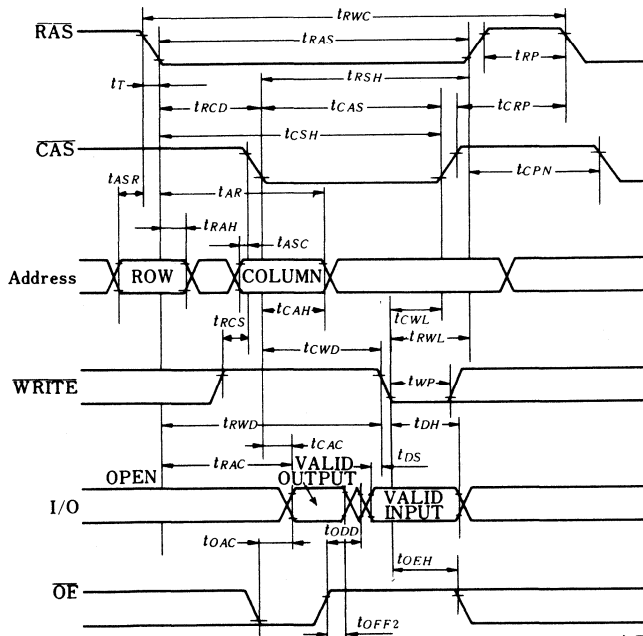 tRWC
RAS
tRAS
tRP
tT
tRSH
tRCD
tCAS
tCRP
tCSH
CAS
tCPN
tASR
tAR
tRAH
tASC
Address
ROW
COLUMN
tCAH
tCWL
tRCS
tRWL
tCWD
WRITE
tWP
tRWD
tDH
tCAC
tDS
tRAC
VALID
OUTPUT
OPEN
I/O
VALID
INPUT
tODD
tOAC
tOEH
OE
tOFF2